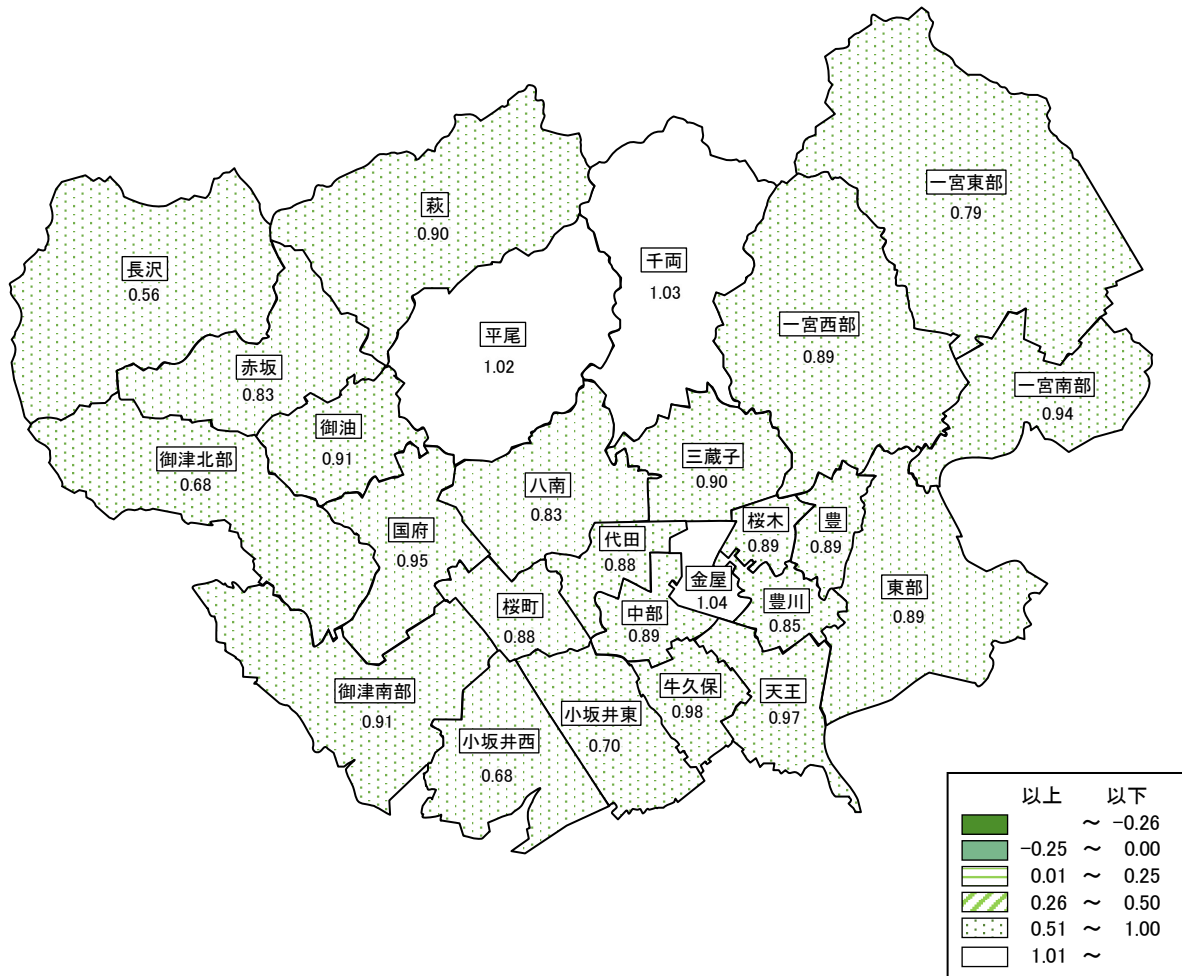 一宮東部
0.79
萩
0.90
長沢
0.56
千両
1.03
平尾
1.02
一宮西部
0.89
赤坂
0.83
一宮南部
0.94
御油
0.91
御津北部
0.68
三蔵子
0.90
八南
0.83
国府
0.95
桜木
0.89
豊
0.89
代田
0.88
金屋
1.04
東部
0.89
桜町
0.88
中部
0.89
豊川
0.85
御津南部
0.91
牛久保
0.98
天王
0.97
小坂井東
0.70
小坂井西
0.68
以上 以下
～ -0.26
-0.25 ～ 0.00
0.01 ～ 0.25
0.26 ～ 0.50
0.51 ～ 1.00
1.01 ～